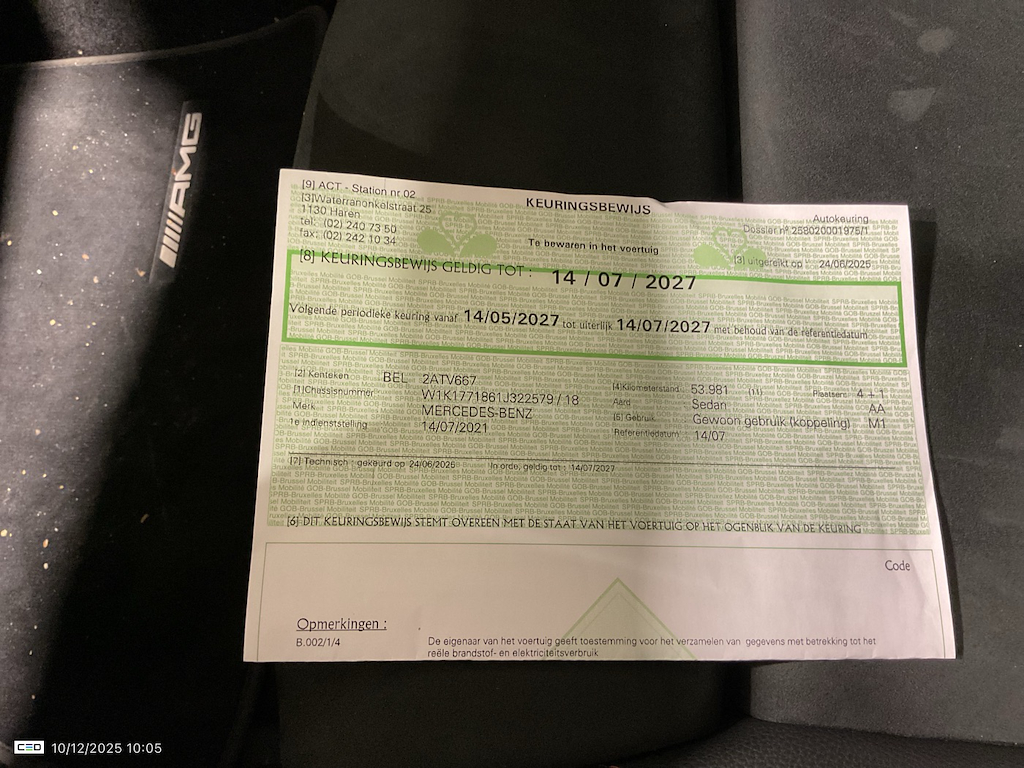 AMG
[9] ACT - Station nr 02
[3]Waterranonkelstraat 25
1130 Haren
tel: (02) 240 73 50
fax: (02) 242 10 34
KEURINGSBEWIJS
Te bewaren in het voertuig
Autokeuring
Dossier nº 258020001975/1
[3] uitgereikt op : 24/06/2025
[8] KEURINGSBEWIJS GELDIG TOT : 14 / 07 / 2027
Volgende periodieke keuring vanaf 14/05/2027 tot uiterlijk 14/07/2027 met behoud van de referentiedatum
[2] Kenteken BEL 2ATV667
[1]Chassisnummer W1K1771861J322579 / 18
Merk MERCEDES-BENZ
1e indienststelling 14/07/2021
[4] Kilometerstand 53.981 (1) Plaatsen: 4 + 1
Aard Sedan AA
[5] Gebruik Gewoon gebruik (koppeling) M1
Referentiedatum 14/07
[7] Technisch : gekeurd op 24/06/2025 In orde, geldig tot : 14/07/2027
[6] DIT KEURINGSBEWIJS STEMT OVEREEN MET DE STAAT VAN HET VOERTUIG OP HET OGENBLIK VAN DE KEURING
Code
Opmerkingen :
B.002/1/4
De eigenaar van het voertuig geeft toestemming voor het verzamelen van gegevens met betrekking tot het
reële brandstof- en elektriciteitsverbruik
CEO 10/12/2025 10:05